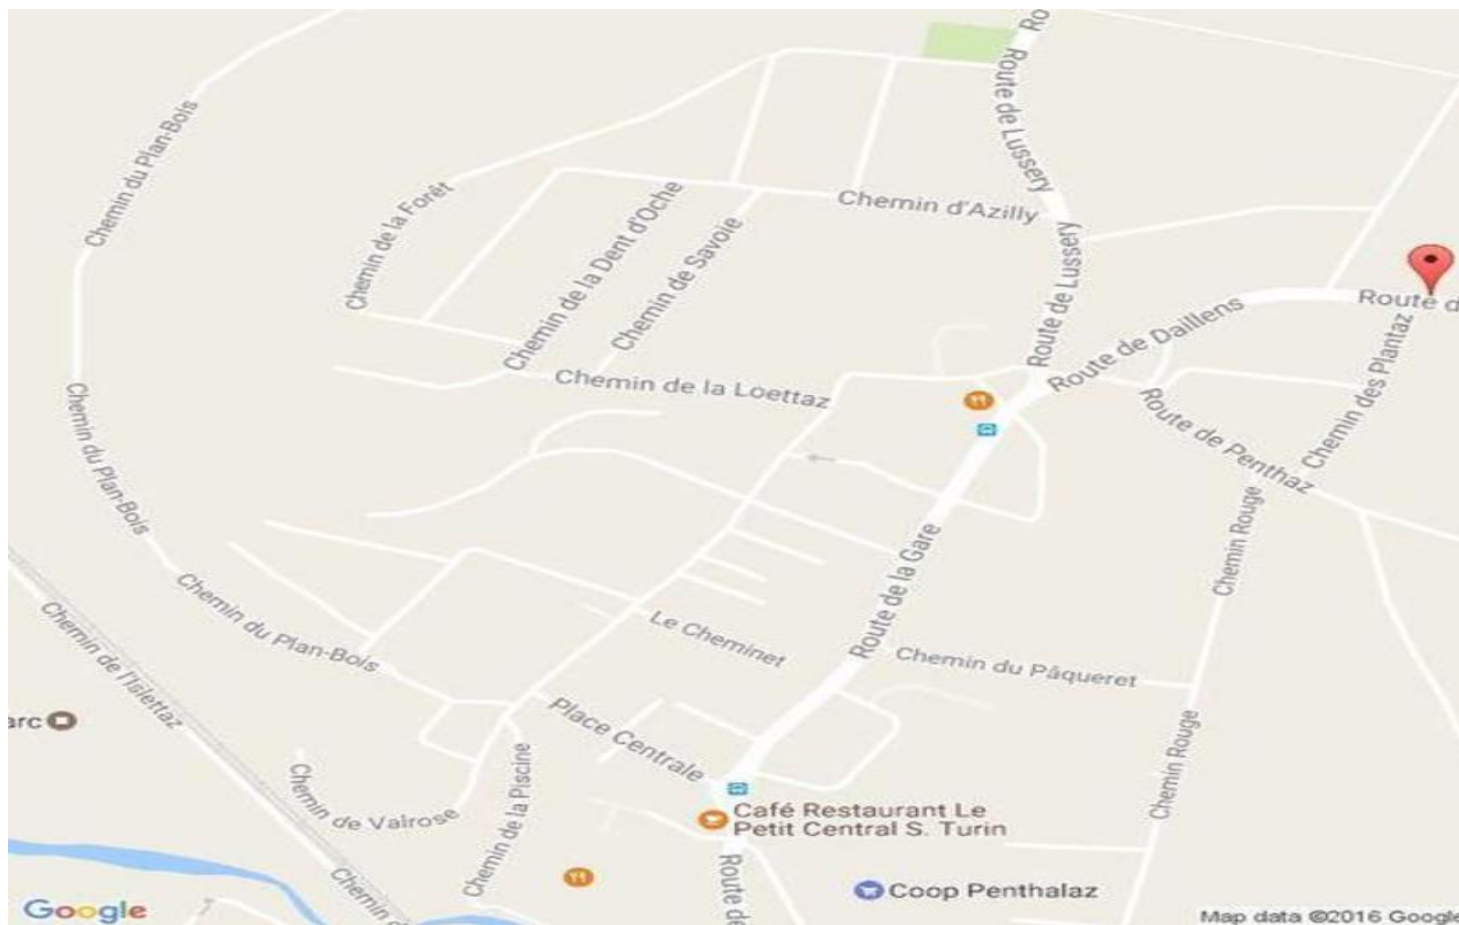 Ro
Route de Lussery
Chemin du Plan-Bois
Chemin de la Forêt
Chemin de la Dent d'Oche
Chemin de Savoie
Chemin d'Azilly
Route de Lussery
Route de Daillens
Route d
Chemin des Plantaz
Chemin de la Loettaz
Route de Penthaz
Chemin du Plan-Bois
Chemin Rouge
Route de la Gare
Chemin du Plan-Bois
Le Cheminet
Chemin du Pâqueret
Chemin de l'Islettaz
arc
Place Centrale
Chemin Rouge
Chemin de la Piscine
Chemin de Valrose
Café Restaurant Le
Petit Central S. Turin
Route de
Chemin d
Coop Penthalaz
Google
Map data ©2016 Google